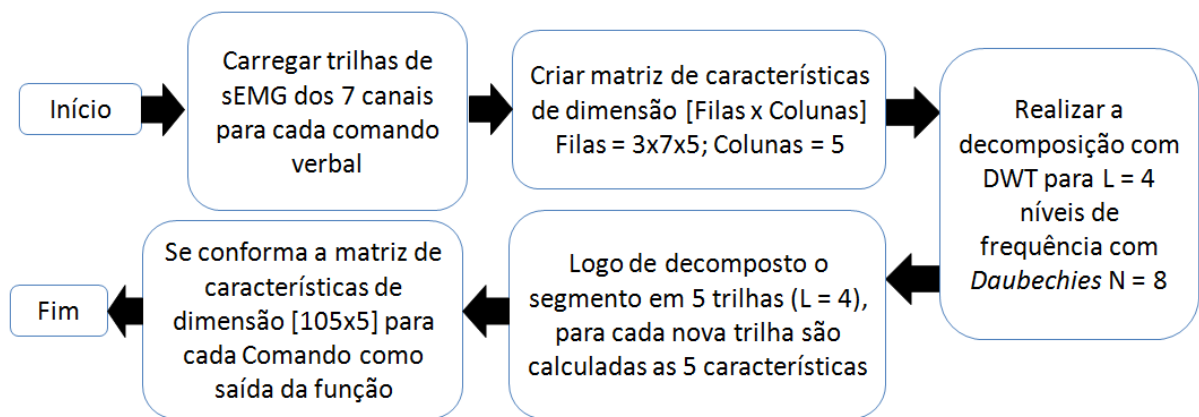 Início
Carregar trilhas de
sEMG dos 7 canais
para cada comando
verbal
Criar matriz de características
de dimensão [Filas x Colunas]
Filas = 3x7x5; Colunas = 5
Realizar a
decomposição com
DWT para L = 4
níveis de
frequência com
Daubechies N = 8
Logo de decomposto o
segmento em 5 trilhas (L = 4),
para cada nova trilha são
calculadas as 5 características
Se conforma a matriz de
características de
dimensão [105x5] para
cada Comando como
saída da função
Fim